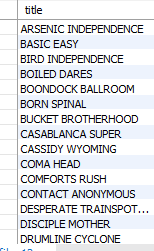 title
ARSENIC INDEPENDENCE
BASIC EASY
BIRD INDEPENDENCE
BOILED DARES
BOONDOCK BALLROOM
BORN SPINAL
BUCKET BROTHERHOOD
CASABLANCA SUPER
CASSIDY WYOMING
COMA HEAD
COMFORTS RUSH
CONTACT ANONYMOUS
DESPERATE TRAINSPOT...
DISCIPLE MOTHER
DRUMLINE CYCLONE